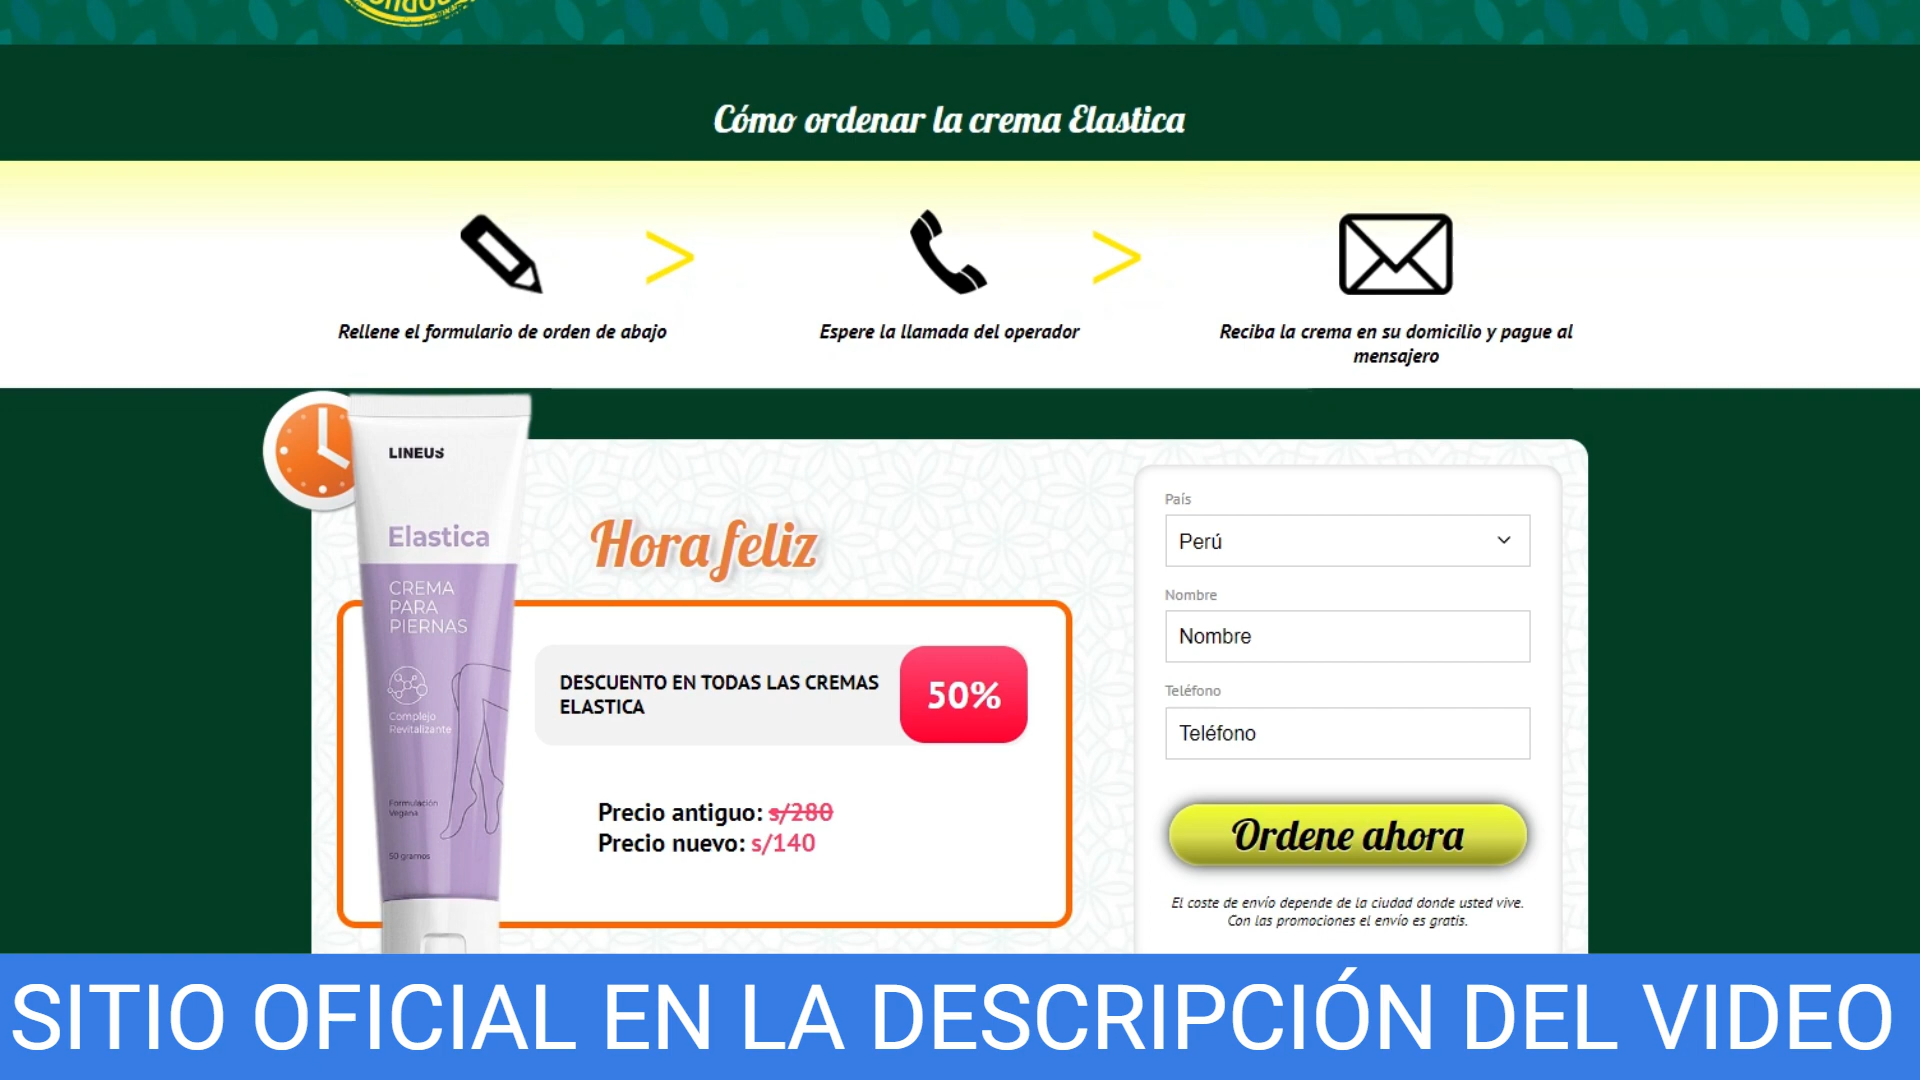 Cómo ordenar la crema Elastica
>
>
Rellene el formulario de orden de abajo
Espere la llamada del operador
Reciba la crema en su domicilio y pague al
mensajero
LINEUS
Elastica
CREMA
PARA
PIERNAS
Complejo
Revitalizante
Formulación
Vegana
50 gramos
Hora feliz
DESCUENTO EN TODAS LAS CREMAS
ELASTICA
50%
Precio antiguo: s/280
Precio nuevo: s/140
País
Perú
Nombre
Nombre
Teléfono
Teléfono
Ordene ahora
El coste de envío depende de la ciudad donde usted vive.
Con las promociones el envío es gratis.
SITIO OFICIAL EN LA DESCRIPCIÓN DEL VIDEO